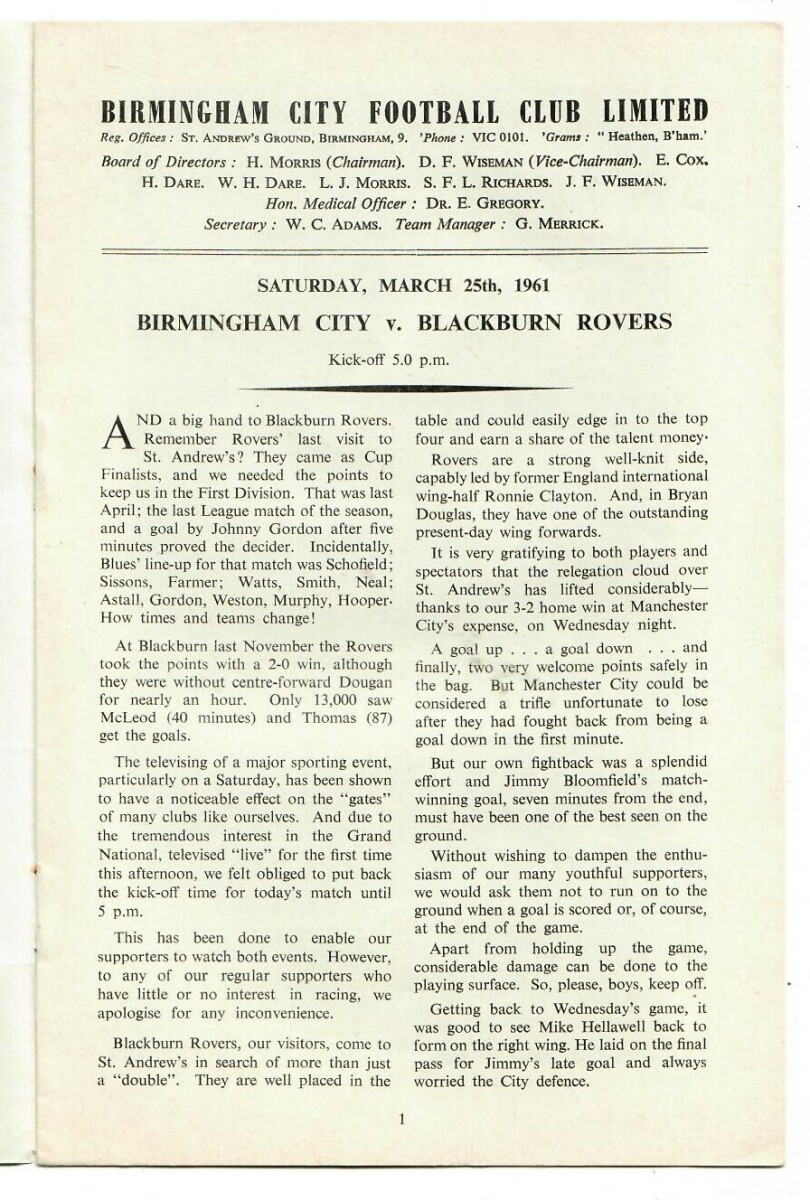 BIRMINGHAM CITY FOOTBALL CLUB LIMITED
Reg. Offices : ST. ANDREW'S GROUND, BIRMINGHAM, 9. 'Phone : VIC 0101. 'Grams : " Heathen, B'ham.'
Board of Directors : H. MORRIS (Chairman). D. F. WISEMAN (Vice-Chairman). E. COX.
H. DARE. W. H. DARE. L. J. MORRIS. S. F. L. RICHARDS. J. F. WISEMAN.
Hon. Medical Officer : DR. E. GREGORY.
Secretary : W. C. ADAMS. Team Manager : G. MERRICK.
SATURDAY, MARCH 25th, 1961
BIRMINGHAM CITY v. BLACKBURN ROVERS
Kick-off 5.0 p.m.
AND a big hand to Blackburn Rovers.
Remember Rovers' last visit to
St. Andrew's? They came as Cup
Finalists, and we needed the points to
keep us in the First Division. That was last
April; the last League match of the season,
and a goal by Johnny Gordon after five
minutes proved the decider. Incidentally,
Blues' line-up for that match was Schofield;
Sissons, Farmer; Watts, Smith, Neal;
Astall, Gordon, Weston, Murphy, Hooper.
How times and teams change!
At Blackburn last November the Rovers
took the points with a 2-0 win, although
they were without centre-forward Dougan
for nearly an hour. Only 13,000 saw
McLeod (40 minutes) and Thomas (87)
get the goals.
The televising of a major sporting event,
particularly on a Saturday, has been shown
to have a noticeable effect on the "gates"
of many clubs like ourselves. And due to
the tremendous interest in the Grand
National, televised "live" for the first time
this afternoon, we felt obliged to put back
the kick-off time for today's match until
5 p.m.
This has been done to enable our
supporters to watch both events. However,
to any of our regular supporters who
have little or no interest in racing, we
apologise for any inconvenience.
Blackburn Rovers, our visitors, come to
St. Andrew's in search of more than just
a "double". They are well placed in the
table and could easily edge in to the top
four and earn a share of the talent money.
Rovers are a strong well-knit side,
capably led by former England international
wing-half Ronnie Clayton. And, in Bryan
Douglas, they have one of the outstanding
present-day wing forwards.
It is very gratifying to both players and
spectators that the relegation cloud over
St. Andrew's has lifted considerably—
thanks to our 3-2 home win at Manchester
City's expense, on Wednesday night.
A goal up . . . a goal down . . . and
finally, two very welcome points safely in
the bag. But Manchester City could be
considered a trifle unfortunate to lose
after they had fought back from being a
goal down in the first minute.
But our own fightback was a splendid
effort and Jimmy Bloomfield's match-
winning goal, seven minutes from the end,
must have been one of the best seen on the
ground.
Without wishing to dampen the enthu-
siasm of our many youthful supporters,
we would ask them not to run on to the
ground when a goal is scored or, of course,
at the end of the game.
Apart from holding up the game,
considerable damage can be done to the
playing surface. So, please, boys, keep off.
Getting back to Wednesday's game, it
was good to see Mike Hellawell back to
form on the right wing. He laid on the final
pass for Jimmy's late goal and always
worried the City defence.
1